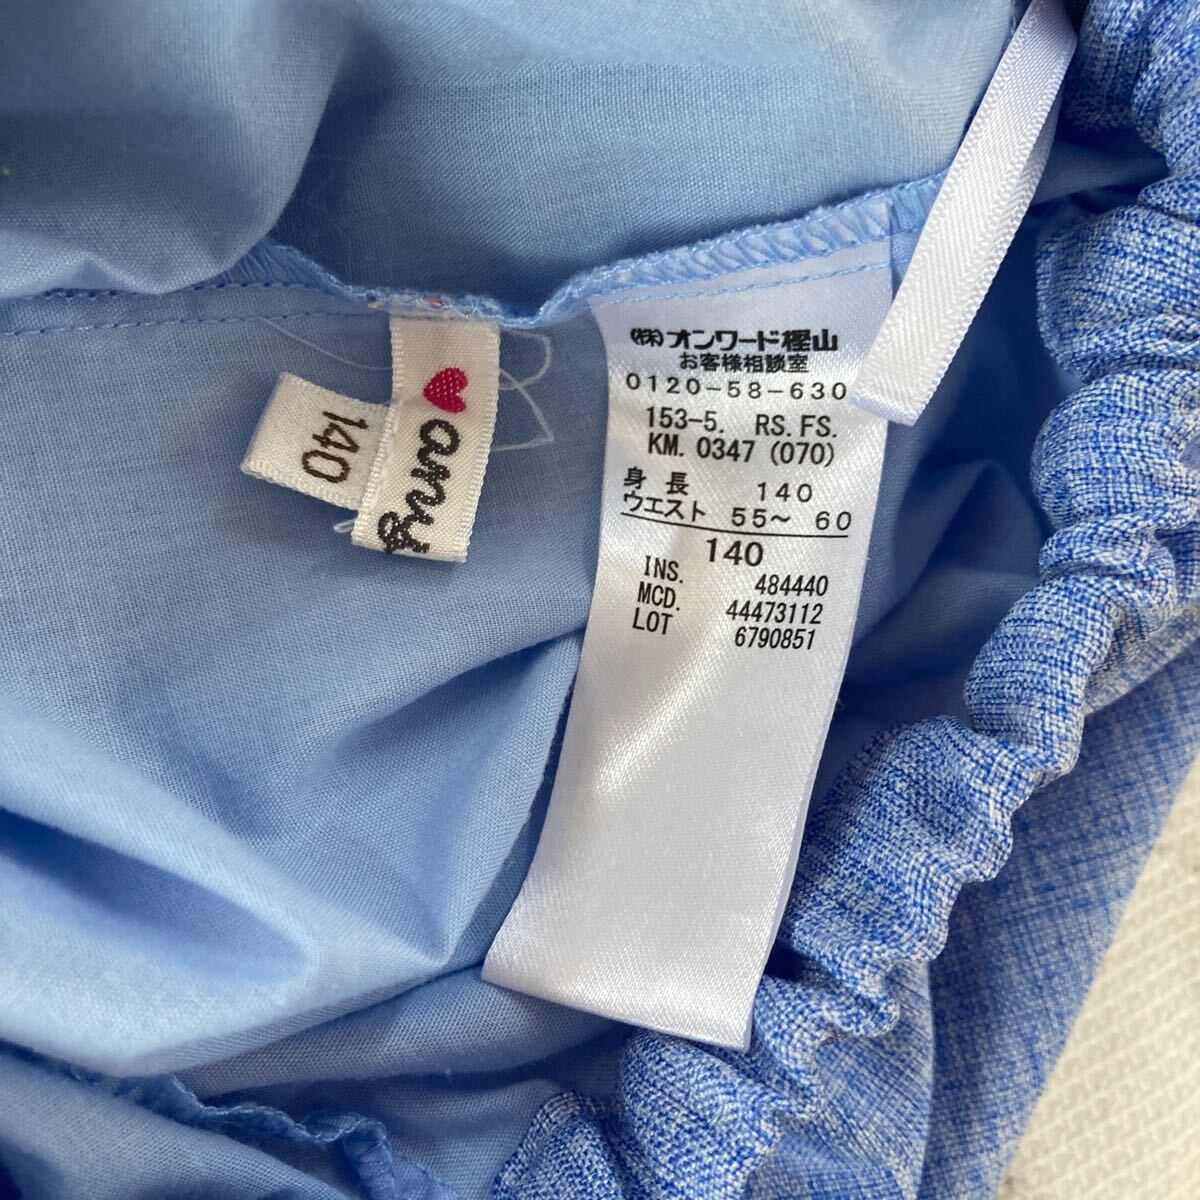 any
140
㈱オンワード樫山
お客様相談室
0120-58-630
153-5. RS. FS.
KM. 0347 (070)
身長 140
ウエスト 55〜 60
140
INS. 484440
MCD. 44473112
LOT 6790851